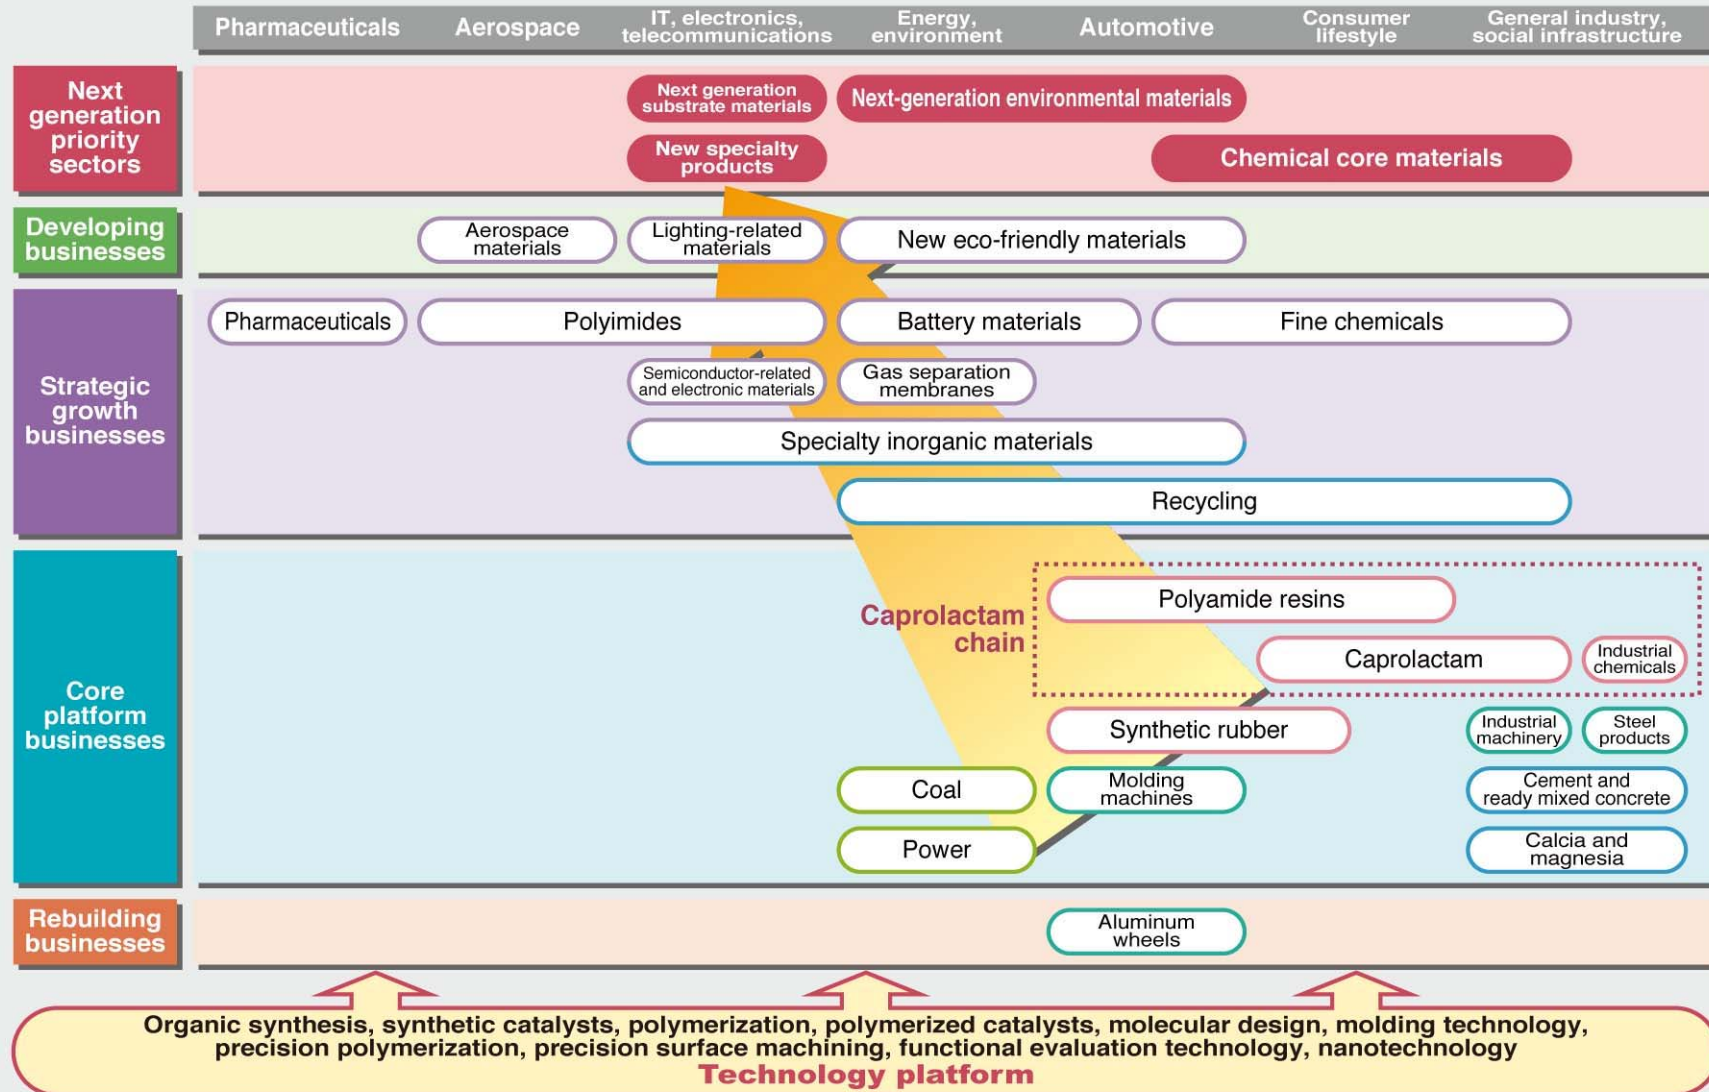 Pharmaceuticals
Aerospace
IT, electronics,
telecommunications
Energy,
environment
Automotive
Consumer
lifestyle
General industry,
social infrastructure
Next
generation
priority
sectors
Next generation
substrate materials
Next-generation environmental materials
New specialty
products
Chemical core materials
Developing
businesses
Aerospace
materials
Lighting-related
materials
New eco-friendly materials
Strategic
growth
businesses
Pharmaceuticals
Polyimides
Battery materials
Fine chemicals
Semiconductor-related
and electronic materials
Gas separation
membranes
Specialty inorganic materials
Recycling
Core
platform
businesses
Caprolactam
chain
Polyamide resins
Caprolactam
Industrial
chemicals
Synthetic rubber
Industrial
machinery
Steel
products
Coal
Molding
machines
Cement and
ready mixed concrete
Power
Calcia and
magnesia
Rebuilding
businesses
Aluminum
wheels
Organic synthesis, synthetic catalysts, polymerization, polymerized catalysts, molecular design, molding technology,
precision polymerization, precision surface machining, functional evaluation technology, nanotechnology
Technology platform